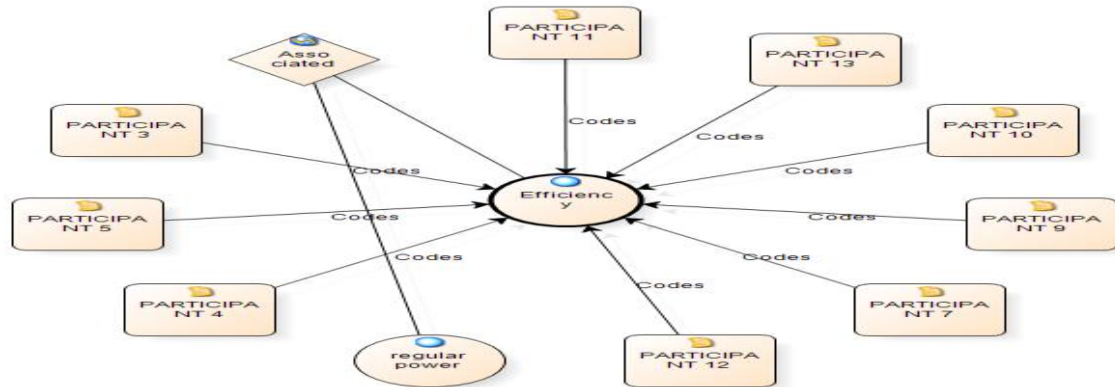 PARTICIPA
NT 11
Asso
ciated
PARTICIPA
NT 13
PARTICIPA
NT 3
Codes
Codes
PARTICIPA
NT 10
Codes
Codes
Efficienc
y
PARTICIPA
NT 5
Codes
Codes
PARTICIPA
NT 9
Codes
Codes
PARTICIPA
NT 4
Codes
PARTICIPA
NT 7
regular
power
PARTICIPA
NT 12